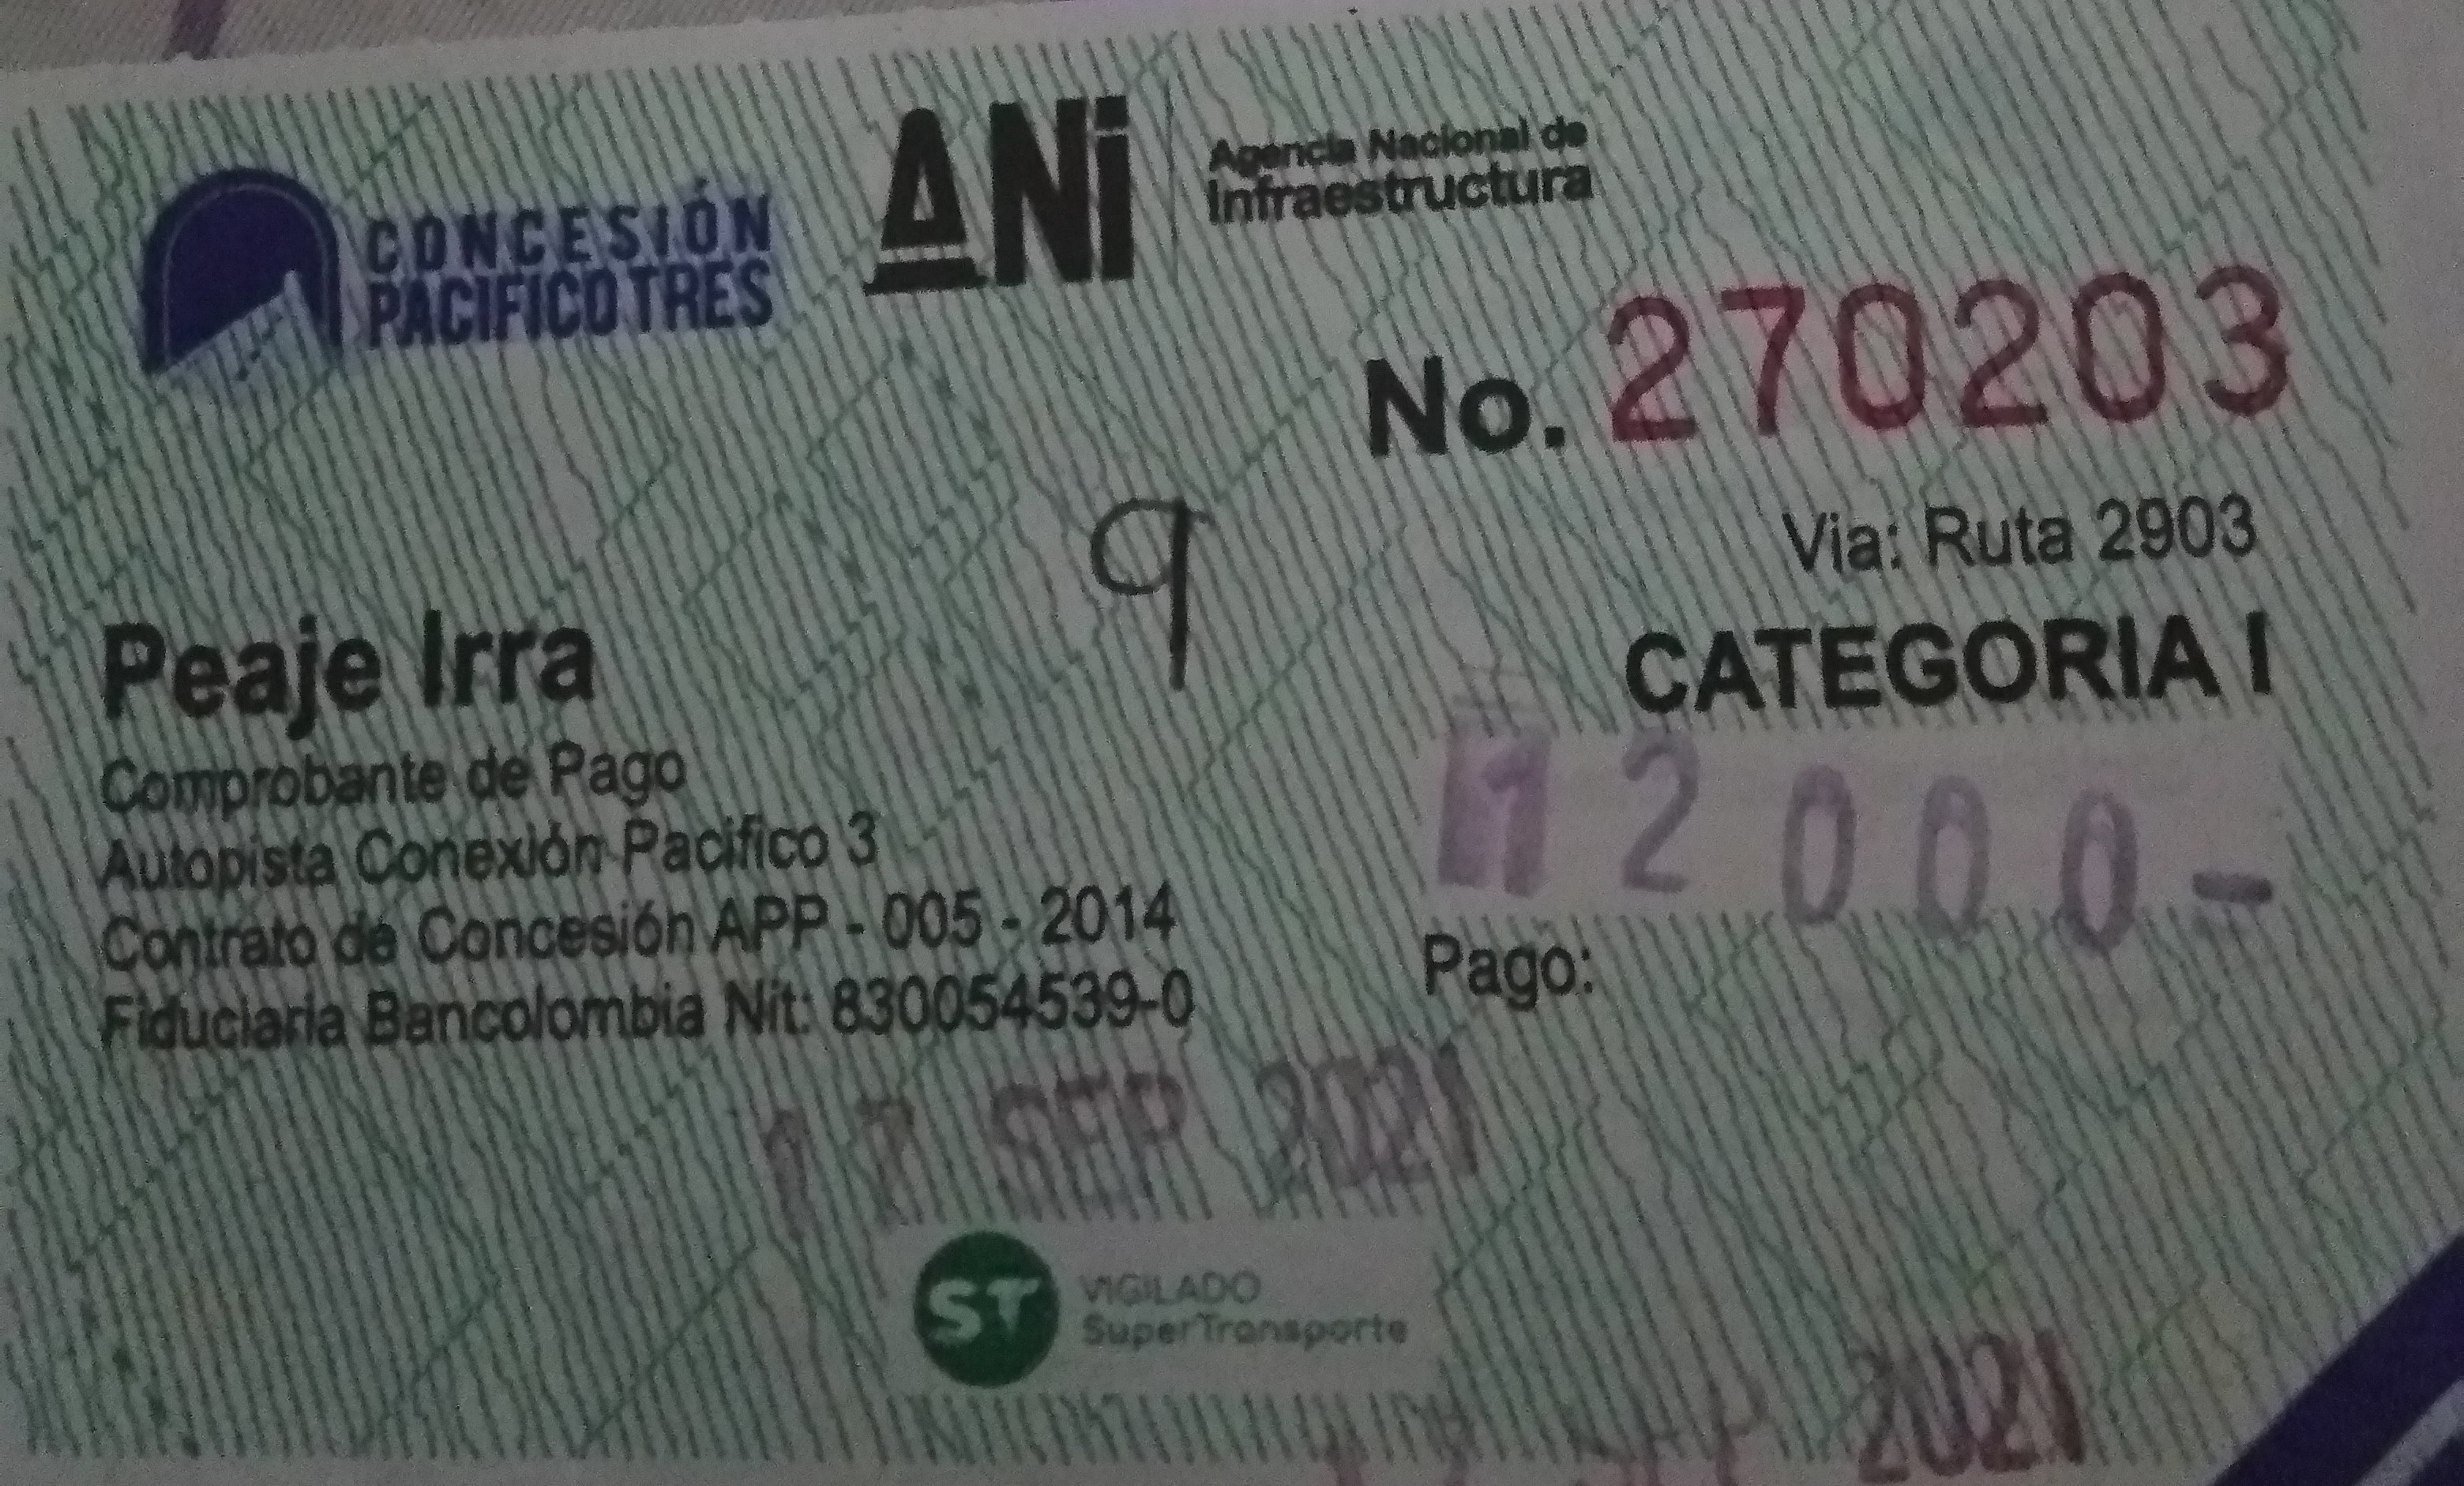 CONCESIÓN
PACIFICO TRES
ANi
Agencia Nacional de
Infraestructura
No. 270203
Via: Ruta 2903
9
Peaje Irra
CATEGORIA I
12000-
Comprobante de Pago
Autopista Conexión Pacifico 3
Contrato de Concesión APP - 005 - 2014
Fiduciaria Bancolombia Nit: 830054539-0
Pago:
17 SEP 2021
ST
VIGILADO
SuperTransporte
2021